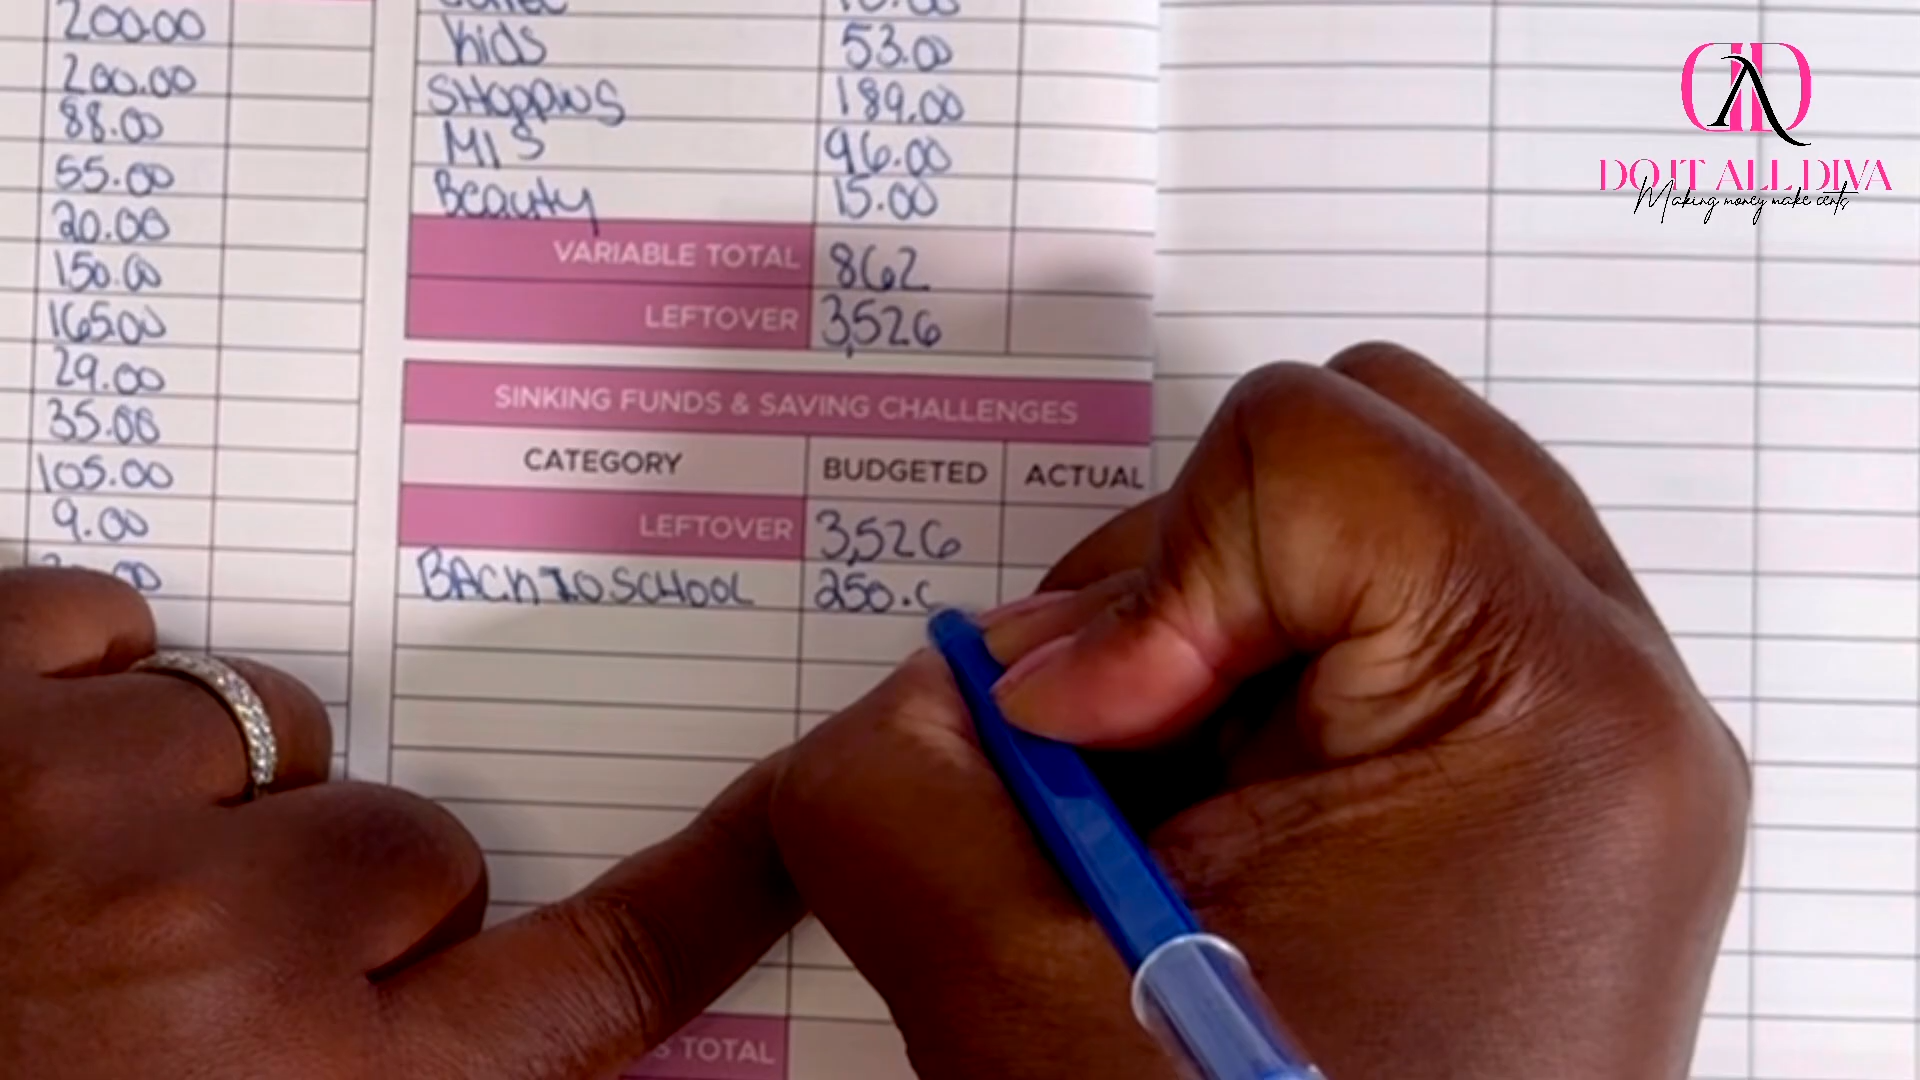 200.00
200.00
88.00
55.00
20.00
150.00
165.00
29.00
35.00
105.00
9.00
Kids 53.00
SHOPPING 189.00
MIS 96.00
Beauty 15.00
VARIABLE TOTAL 862
LEFTOVER 3,526
SINKING FUNDS & SAVING CHALLENGES
CATEGORY BUDGETED ACTUAL
LEFTOVER 3,526
BACK TO SCHOOL 250.0
TOTAL
DO IT ALL DIVA
Making money make cents